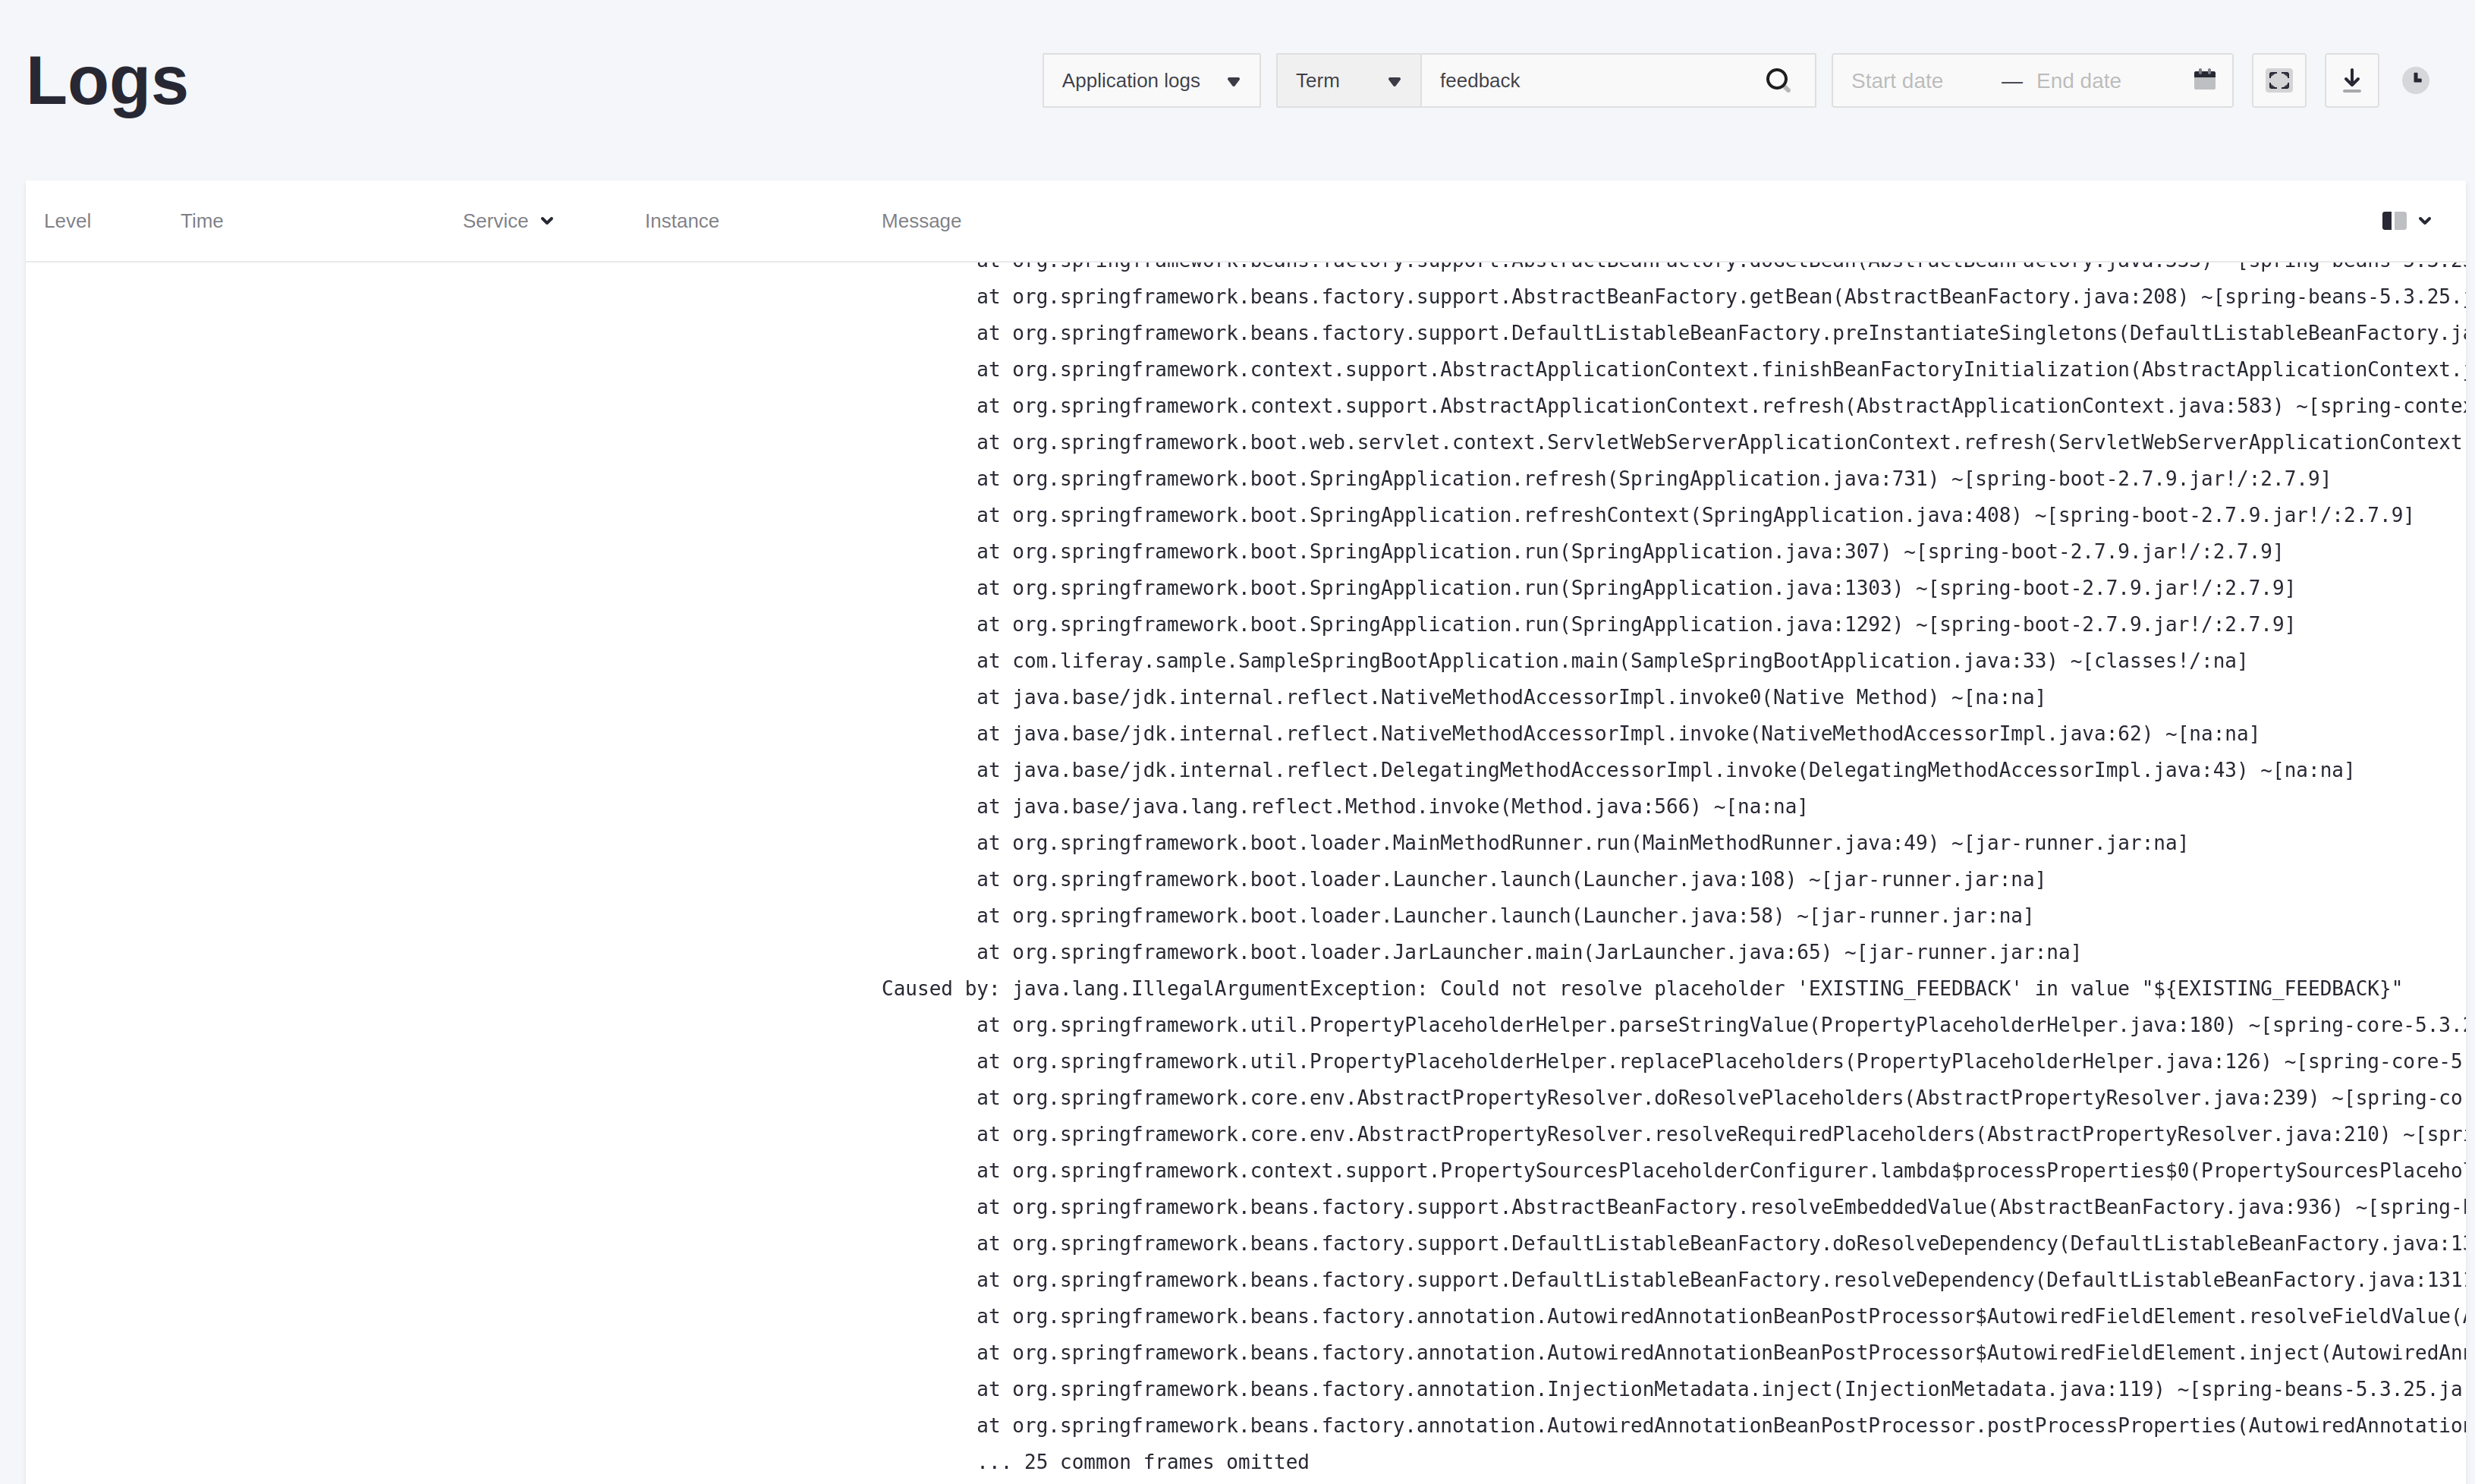 Logs
Application logs
Term
feedback
Start date — End date
Level Time Service Instance Message
at org.springframework.beans.factory.support.AbstractBeanFactory.getBean(AbstractBeanFactory.java:208) ~[spring-beans-5.3.25.j
at org.springframework.beans.factory.support.DefaultListableBeanFactory.preInstantiateSingletons(DefaultListableBeanFactory.ja
at org.springframework.context.support.AbstractApplicationContext.finishBeanFactoryInitialization(AbstractApplicationContext.j
at org.springframework.context.support.AbstractApplicationContext.refresh(AbstractApplicationContext.java:583) ~[spring-contex
at org.springframework.boot.web.servlet.context.ServletWebServerApplicationContext.refresh(ServletWebServerApplicationContext
at org.springframework.boot.SpringApplication.refresh(SpringApplication.java:731) ~[spring-boot-2.7.9.jar!/:2.7.9]
at org.springframework.boot.SpringApplication.refreshContext(SpringApplication.java:408) ~[spring-boot-2.7.9.jar!/:2.7.9]
at org.springframework.boot.SpringApplication.run(SpringApplication.java:307) ~[spring-boot-2.7.9.jar!/:2.7.9]
at org.springframework.boot.SpringApplication.run(SpringApplication.java:1303) ~[spring-boot-2.7.9.jar!/:2.7.9]
at org.springframework.boot.SpringApplication.run(SpringApplication.java:1292) ~[spring-boot-2.7.9.jar!/:2.7.9]
at com.liferay.sample.SampleSpringBootApplication.main(SampleSpringBootApplication.java:33) ~[classes!/:na]
at java.base/jdk.internal.reflect.NativeMethodAccessorImpl.invoke0(Native Method) ~[na:na]
at java.base/jdk.internal.reflect.NativeMethodAccessorImpl.invoke(NativeMethodAccessorImpl.java:62) ~[na:na]
at java.base/jdk.internal.reflect.DelegatingMethodAccessorImpl.invoke(DelegatingMethodAccessorImpl.java:43) ~[na:na]
at java.base/java.lang.reflect.Method.invoke(Method.java:566) ~[na:na]
at org.springframework.boot.loader.MainMethodRunner.run(MainMethodRunner.java:49) ~[jar-runner.jar:na]
at org.springframework.boot.loader.Launcher.launch(Launcher.java:108) ~[jar-runner.jar:na]
at org.springframework.boot.loader.Launcher.launch(Launcher.java:58) ~[jar-runner.jar:na]
at org.springframework.boot.loader.JarLauncher.main(JarLauncher.java:65) ~[jar-runner.jar:na]
Caused by: java.lang.IllegalArgumentException: Could not resolve placeholder 'EXISTING_FEEDBACK' in value "${EXISTING_FEEDBACK}"
at org.springframework.util.PropertyPlaceholderHelper.parseStringValue(PropertyPlaceholderHelper.java:180) ~[spring-core-5.3.2
at org.springframework.util.PropertyPlaceholderHelper.replacePlaceholders(PropertyPlaceholderHelper.java:126) ~[spring-core-5
at org.springframework.core.env.AbstractPropertyResolver.doResolvePlaceholders(AbstractPropertyResolver.java:239) ~[spring-co
at org.springframework.core.env.AbstractPropertyResolver.resolveRequiredPlaceholders(AbstractPropertyResolver.java:210) ~[spri
at org.springframework.context.support.PropertySourcesPlaceholderConfigurer.lambda$processProperties$0(PropertySourcesPlacehol
at org.springframework.beans.factory.support.AbstractBeanFactory.resolveEmbeddedValue(AbstractBeanFactory.java:936) ~[spring-b
at org.springframework.beans.factory.support.DefaultListableBeanFactory.doResolveDependency(DefaultListableBeanFactory.java:13
at org.springframework.beans.factory.support.DefaultListableBeanFactory.resolveDependency(DefaultListableBeanFactory.java:1311
at org.springframework.beans.factory.annotation.AutowiredAnnotationBeanPostProcessor$AutowiredFieldElement.resolveFieldValue(A
at org.springframework.beans.factory.annotation.AutowiredAnnotationBeanPostProcessor$AutowiredFieldElement.inject(AutowiredAnn
at org.springframework.beans.factory.annotation.InjectionMetadata.inject(InjectionMetadata.java:119) ~[spring-beans-5.3.25.ja
at org.springframework.beans.factory.annotation.AutowiredAnnotationBeanPostProcessor.postProcessProperties(AutowiredAnnotation
... 25 common frames omitted